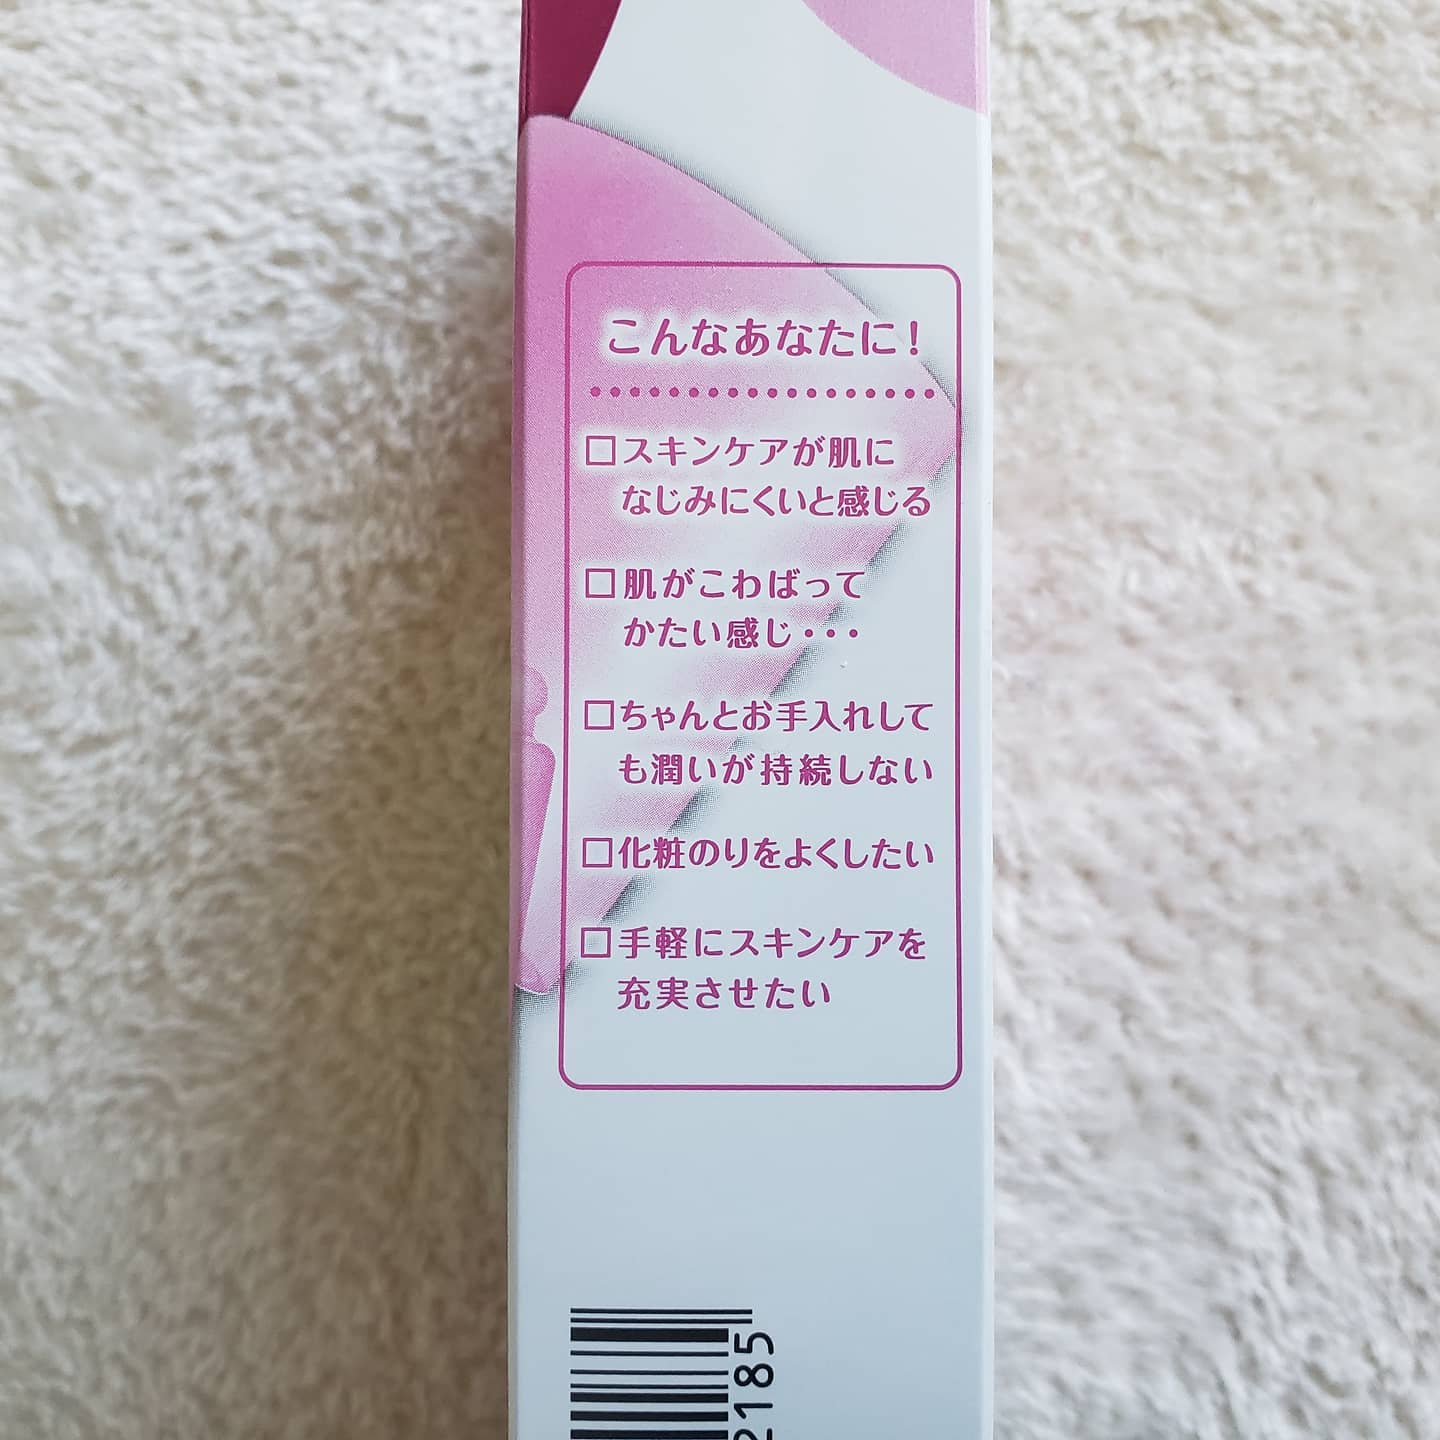 こんなあなたに！
□スキンケアが肌に
なじみにくいと感じる
□肌がこわばって
かたい感じ・・・
□ちゃんとお手入れして
も潤いが持続しない
□化粧のりをよくしたい
□手軽にスキンケアを
充実させたい
2185